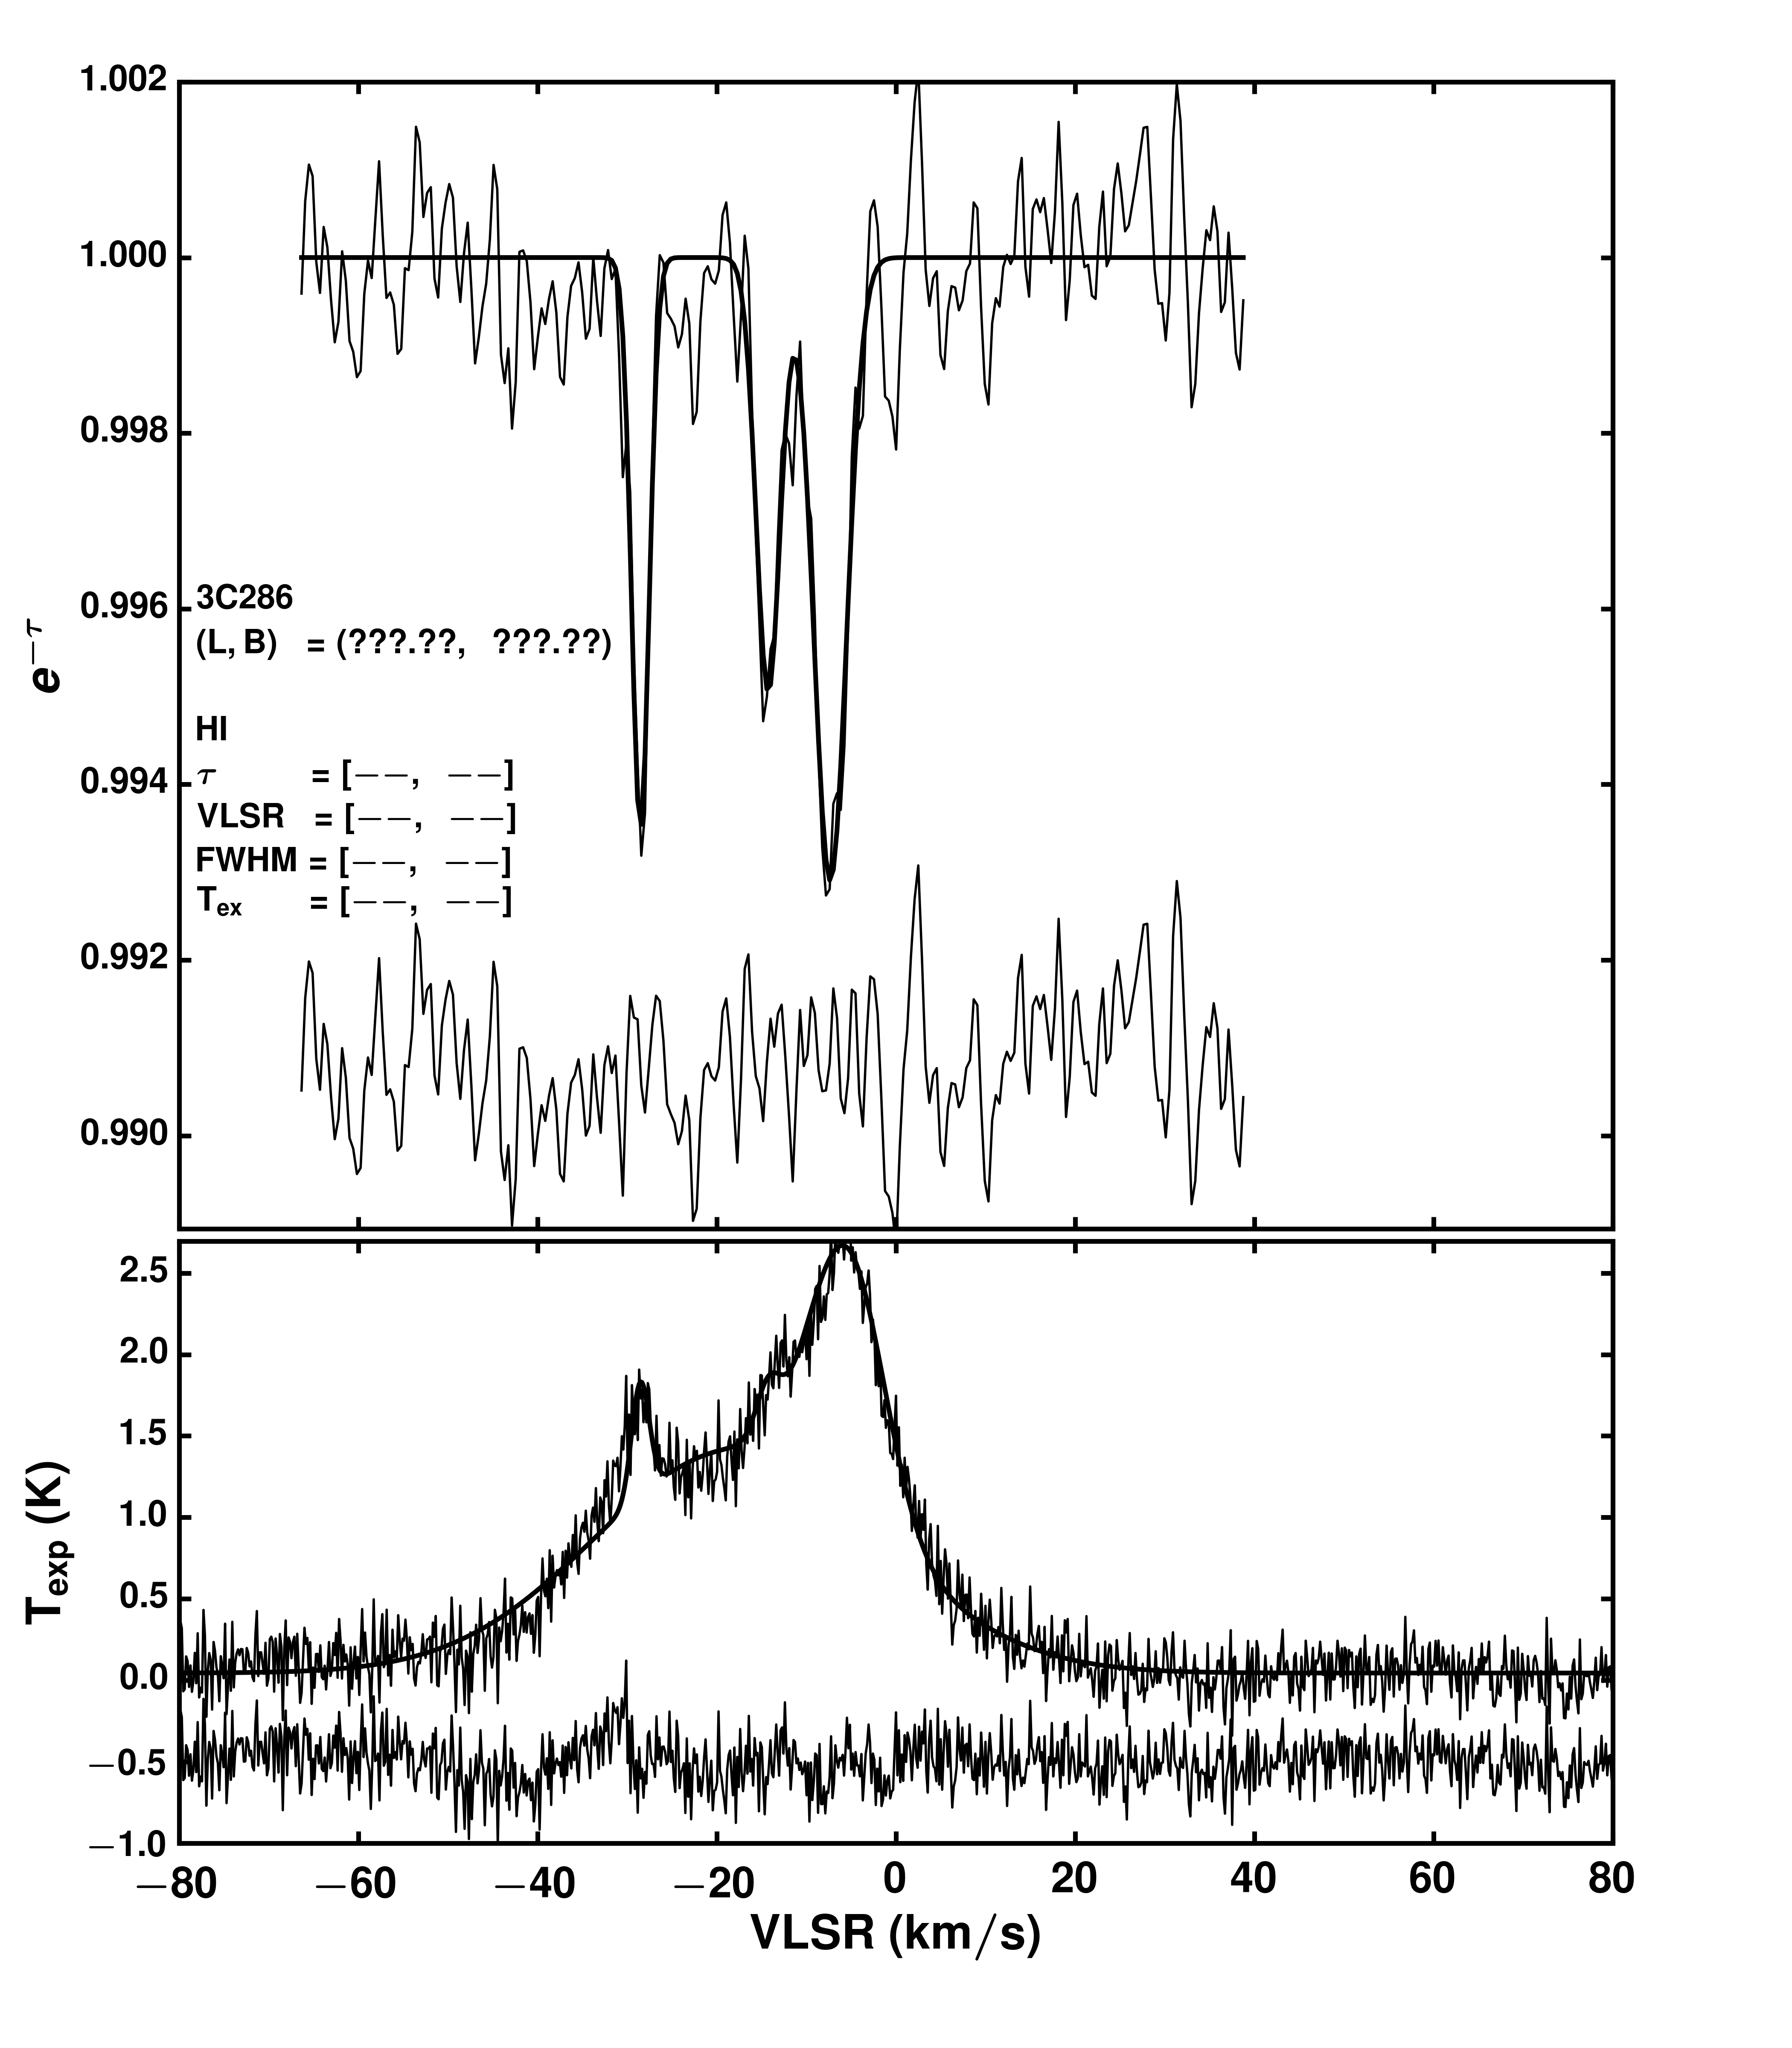 1.002
1.000
0.998
0.996
0.994
0.992
0.990
e^−τ
3C286
(L, B) = (???.??, ???.??)
HI
τ = [−−, −−]
VLSR = [−−, −−]
FWHM = [−−, −−]
Tex = [−−, −−]
2.5
2.0
1.5
1.0
0.5
0.0
−0.5
−1.0
Texp (K)
−80 −60 −40 −20 0 20 40 60 80
VLSR (km/s)